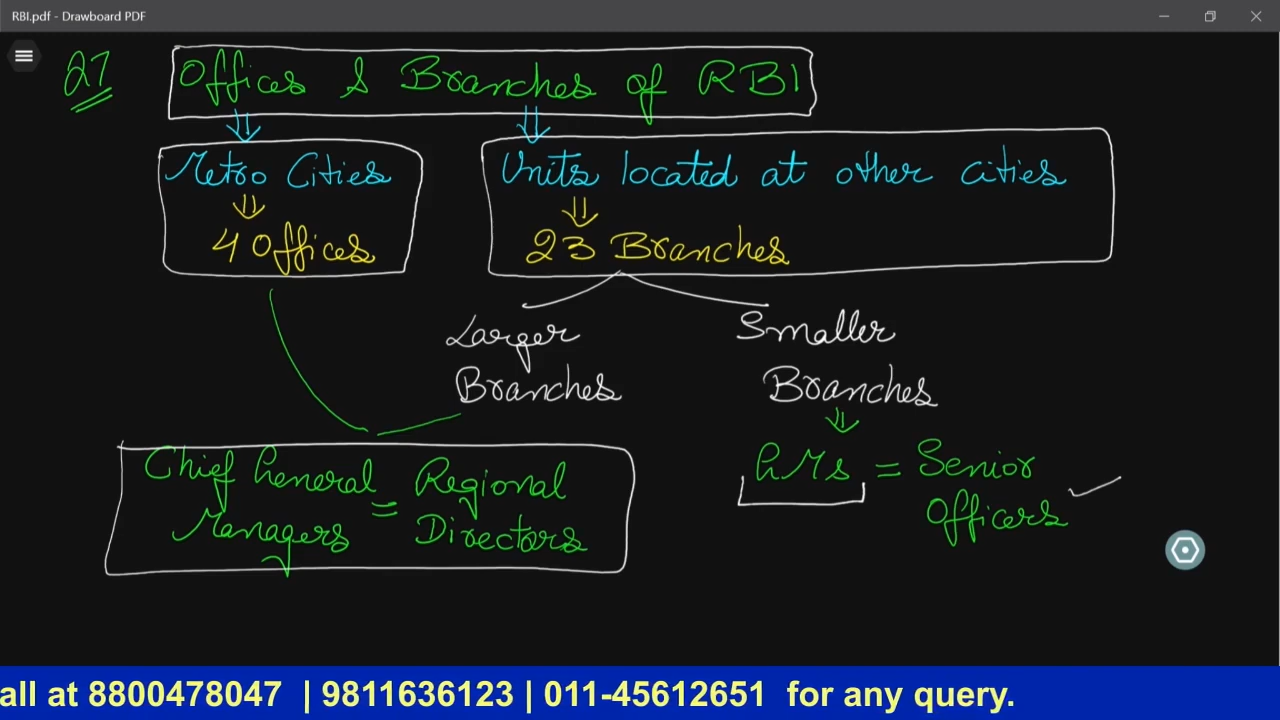 RBI.pdf - Drawboard PDF
27 Offices & Branches of RBI
Metro Cities
4 Offices
Units located at other cities
23 Branches
Larger
Branches
Smaller
Branches
Chief General
Managers
= Regional
Directors
GMs = Senior
Officers
all at 8800478047 | 9811636123 | 011-45612651 for any query.